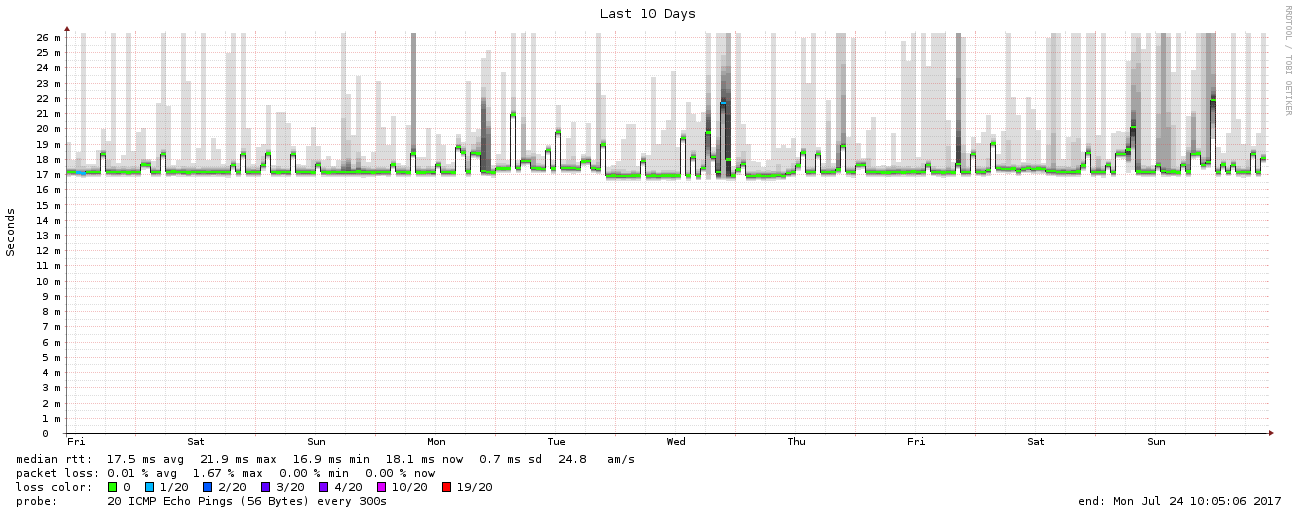 Last 10 Days
RRDTOOL / TOBI OETIKER
Seconds
26 m
25 m
24 m
23 m
22 m
21 m
20 m
19 m
18 m
17 m
16 m
15 m
14 m
13 m
12 m
11 m
10 m
9 m
8 m
7 m
6 m
5 m
4 m
3 m
2 m
1 m
0
Fri Sat Sun Mon Tue Wed Thu Fri Sat Sun
median rtt: 17.5 ms avg 21.9 ms max 16.9 ms min 18.1 ms now 0.7 ms sd 24.8 am/s
packet loss: 0.01 % avg 1.67 % max 0.00 % min 0.00 % now
loss color: 0 1/20 2/20 3/20 4/20 10/20 19/20
probe: 20 ICMP Echo Pings (56 Bytes) every 300s end: Mon Jul 24 10:05:06 2017